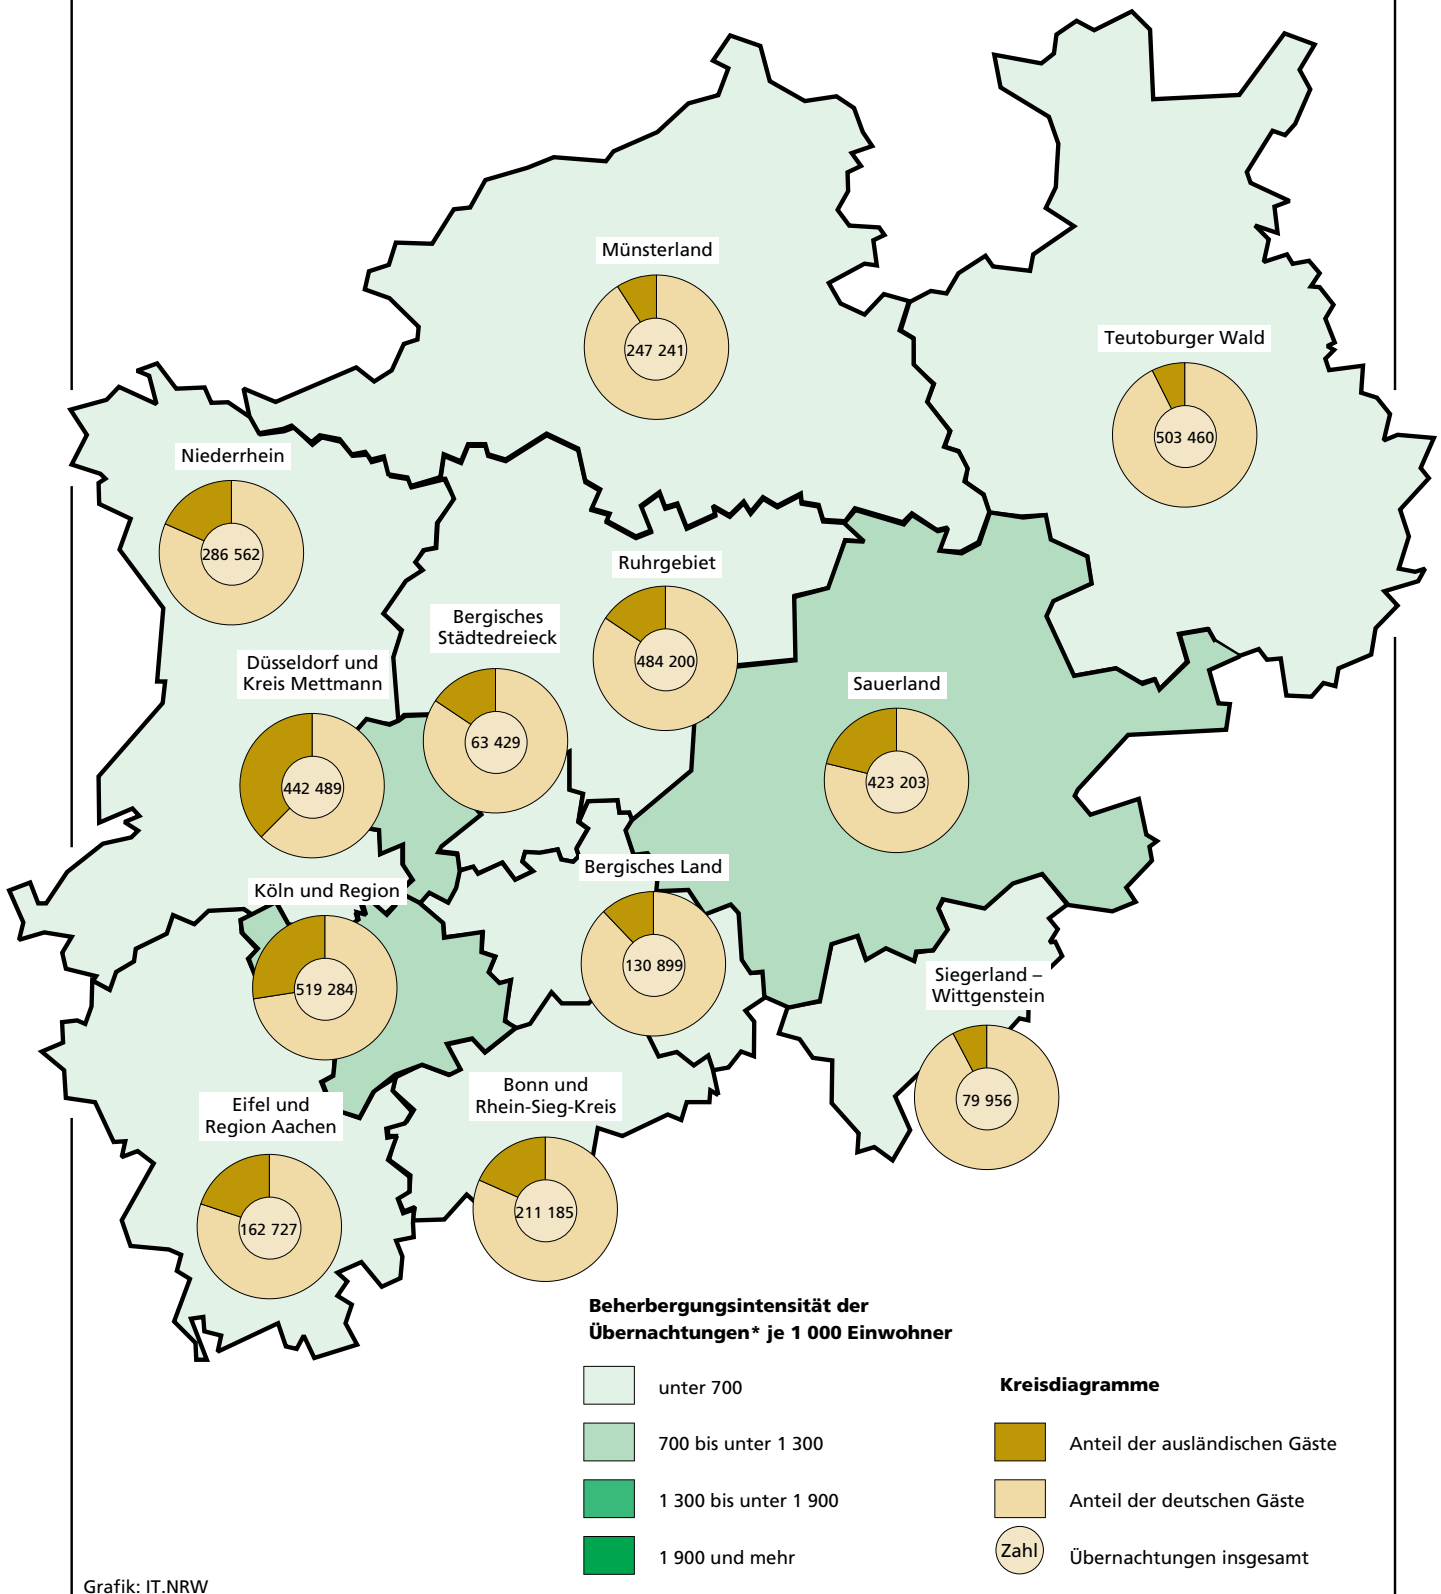 Münsterland
247 241
Teutoburger Wald
503 460
Niederrhein
286 562
Ruhrgebiet
484 200
Bergisches
Städtedreieck
63 429
Düsseldorf und
Kreis Mettmann
442 489
Sauerland
423 203
Bergisches Land
130 899
Köln und Region
519 284
Siegerland –
Wittgenstein
79 956
Bonn und
Rhein-Sieg-Kreis
211 185
Eifel und
Region Aachen
162 727
Beherbergungsintensität der
Übernachtungen* je 1 000 Einwohner
unter 700
700 bis unter 1 300
1 300 bis unter 1 900
1 900 und mehr
Kreisdiagramme
Anteil der ausländischen Gäste
Anteil der deutschen Gäste
Zahl Übernachtungen insgesamt
Grafik: IT.NRW